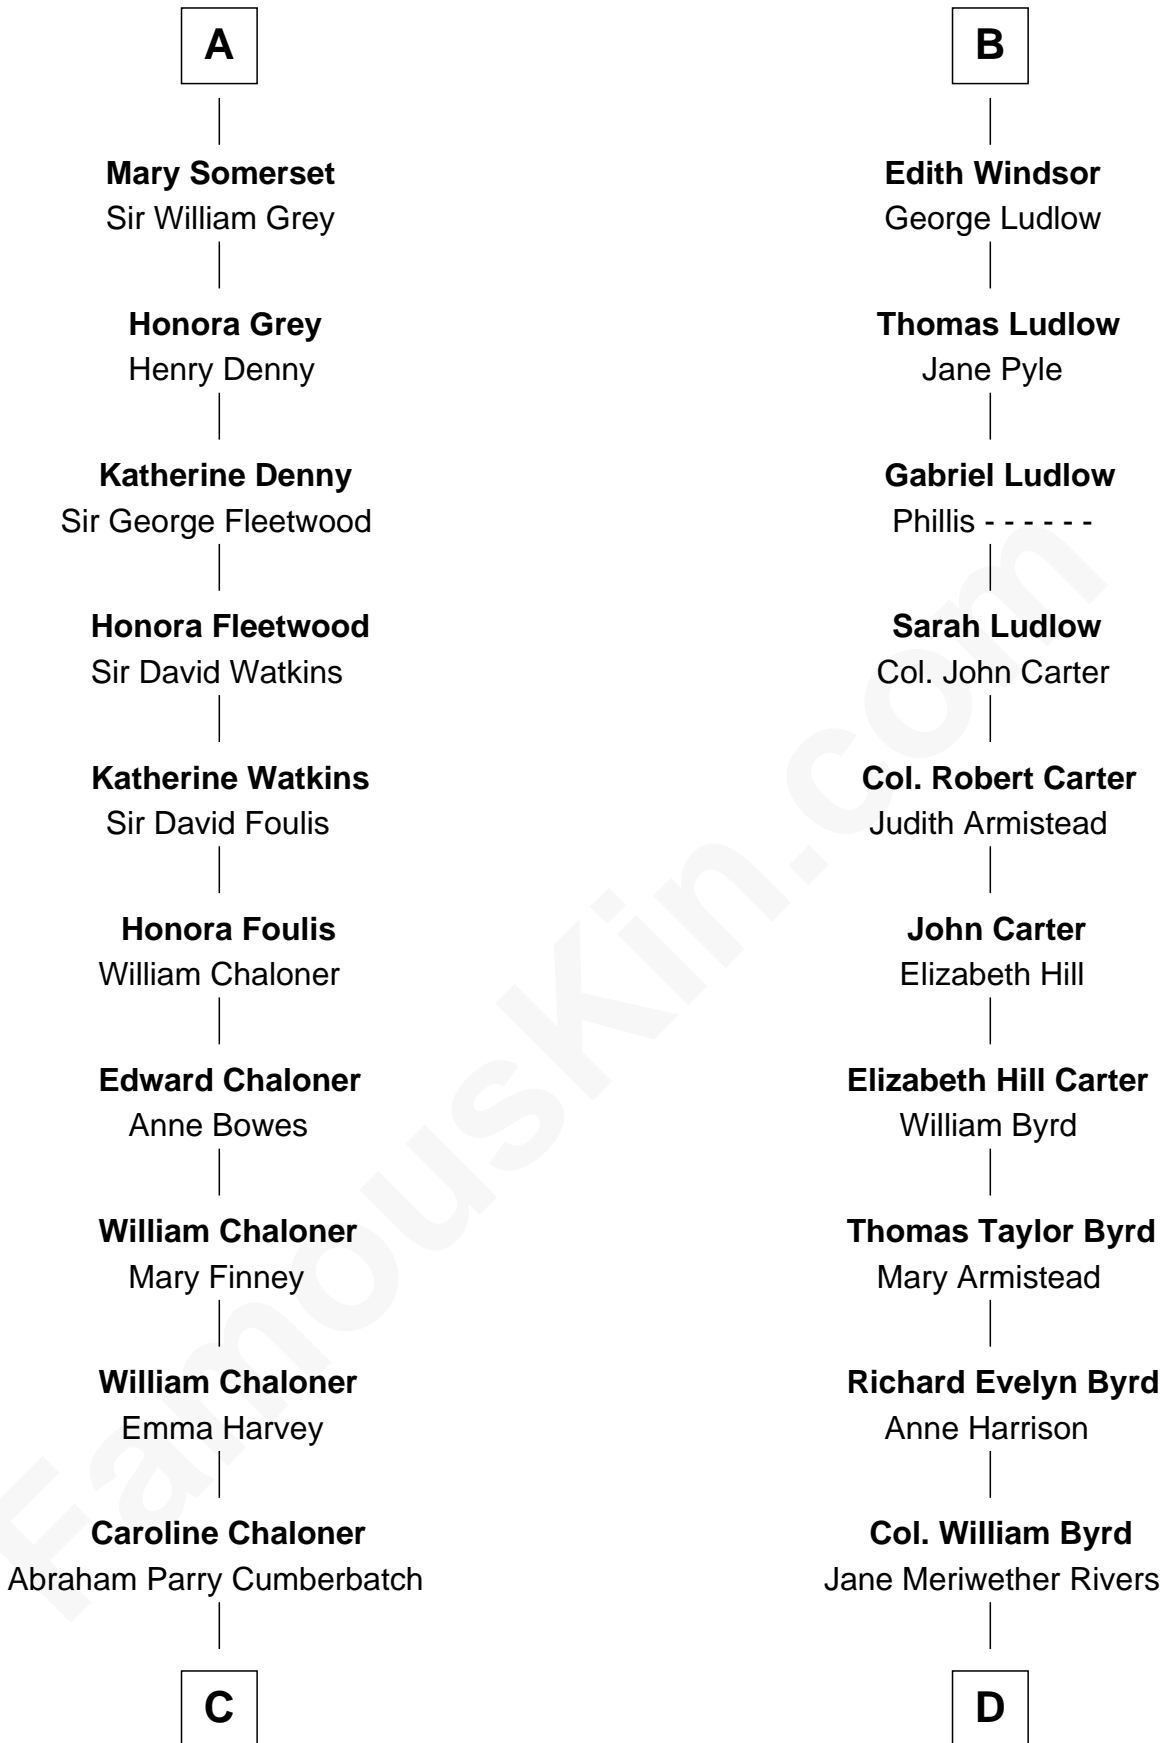 A
Mary Somerset
Sir William Grey
Honora Grey
Henry Denny
Katherine Denny
Sir George Fleetwood
Honora Fleetwood
Sir David Watkins
Katherine Watkins
Sir David Foulis
Honora Foulis
William Chaloner
Edward Chaloner
Anne Bowes
William Chaloner
Mary Finney
William Chaloner
Emma Harvey
Caroline Chaloner
Abraham Parry Cumberbatch
C
B
Edith Windsor
George Ludlow
Thomas Ludlow
Jane Pyle
Gabriel Ludlow
Phillis - - - - - -
Sarah Ludlow
Col. John Carter
Col. Robert Carter
Judith Armistead
John Carter
Elizabeth Hill
Elizabeth Hill Carter
William Byrd
Thomas Taylor Byrd
Mary Armistead
Richard Evelyn Byrd
Anne Harrison
Col. William Byrd
Jane Meriwether Rivers
D
FamousKin.com